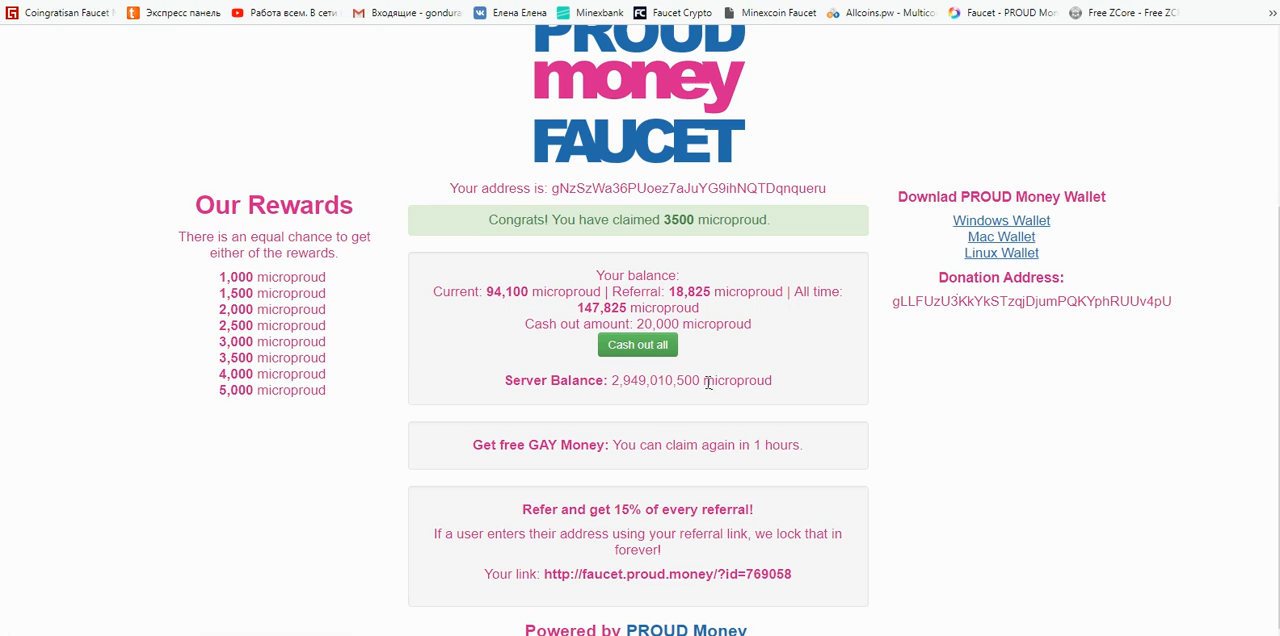 Coingratisan Faucet
Экспресс панель
Работа всем. В сети
Входящие - gondura
Елена Елена
Minexbank
FC Faucet Crypto
Minexcoin Faucet
Allcoins.pw - Multico
Faucet - PROUD Mon
Free ZCore - Free ZC
»
PROUD
money
FAUCET
Your address is: gNzSzWa36PUoez7aJuYG9ihNQTDqnqueru
Congrats! You have claimed 3500 microproud.
Our Rewards
There is an equal chance to get
either of the rewards.
1,000 microproud
1,500 microproud
2,000 microproud
2,500 microproud
3,000 microproud
3,500 microproud
4,000 microproud
5,000 microproud
Your balance:
Current: 94,100 microproud | Referral: 18,825 microproud | All time:
147,825 microproud
Cash out amount: 20,000 microproud
Cash out all
Server Balance: 2,949,010,500 microproud
Get free GAY Money: You can claim again in 1 hours.
Refer and get 15% of every referral!
If a user enters their address using your referral link, we lock that in
forever!
Your link: http://faucet.proud.money/?id=769058
Powered by PROUD Money
Downlad PROUD Money Wallet
Windows Wallet
Mac Wallet
Linux Wallet
Donation Address:
gLLFUzU3KkYkSTzqjDjumPQKYphRUUv4pU